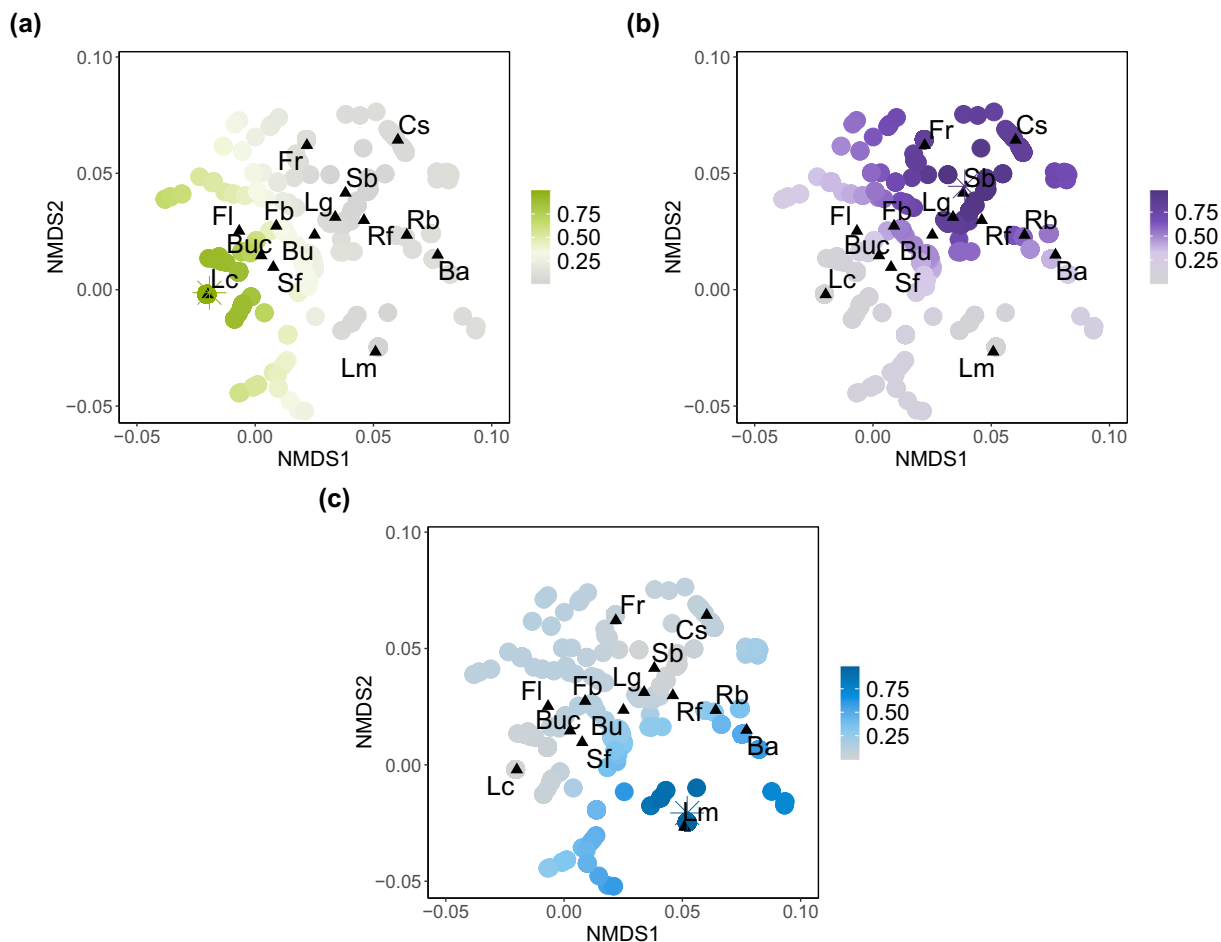 (a)
0.10
0.05
0.00
−0.05
NMDS2
−0.05 0.00 0.05 0.10
NMDS1
Cs
Fr
Sb
Lg
Fl
Fb
Rf
Rb
Buc
Bu
Ba
Lc
Sf
Lm
0.75
0.50
0.25
(b)
0.10
0.05
0.00
−0.05
NMDS2
−0.05 0.00 0.05 0.10
NMDS1
Cs
Fr
Sb
Lg
Fl
Fb
Rf
Rb
Buc
Bu
Ba
Lc
Sf
Lm
0.75
0.50
0.25
(c)
0.10
0.05
0.00
−0.05
NMDS2
−0.05 0.00 0.05 0.10
NMDS1
Fr
Cs
Sb
Lg
Fl
Fb
Rf
Rb
Buc
Bu
Ba
Sf
Lc
Lm
0.75
0.50
0.25